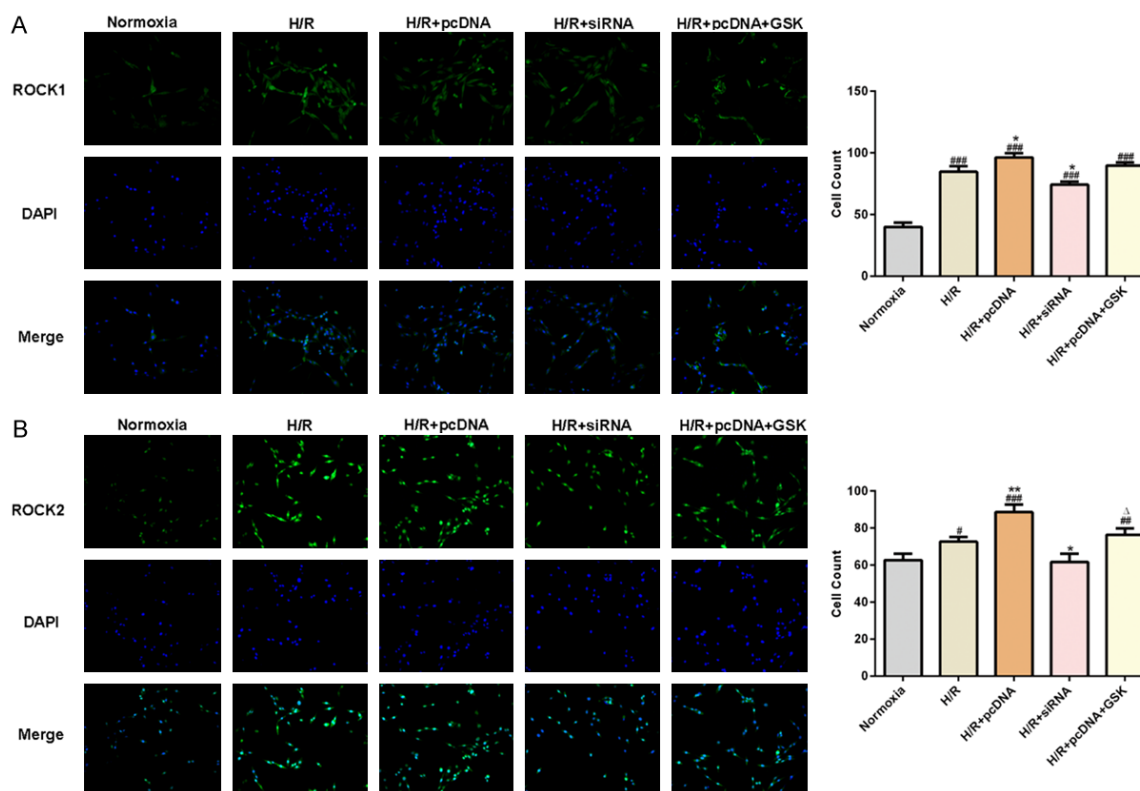 A
Normoxia H/R H/R+pcDNA H/R+siRNA H/R+pcDNA+GSK
ROCK1
DAPI
Merge
150
100
50
0
Cell Count
###
*
###
*
###
###
Normoxia
H/R
H/R+pcDNA
H/R+siRNA
H/R+pcDNA+GSK
B
Normoxia H/R H/R+pcDNA H/R+siRNA H/R+pcDNA+GSK
ROCK2
DAPI
Merge
100
80
60
40
20
0
Cell Count
#
**
###
*
Δ
##
Normoxia
H/R
H/R+pcDNA
H/R+siRNA
H/R+pcDNA+GSK